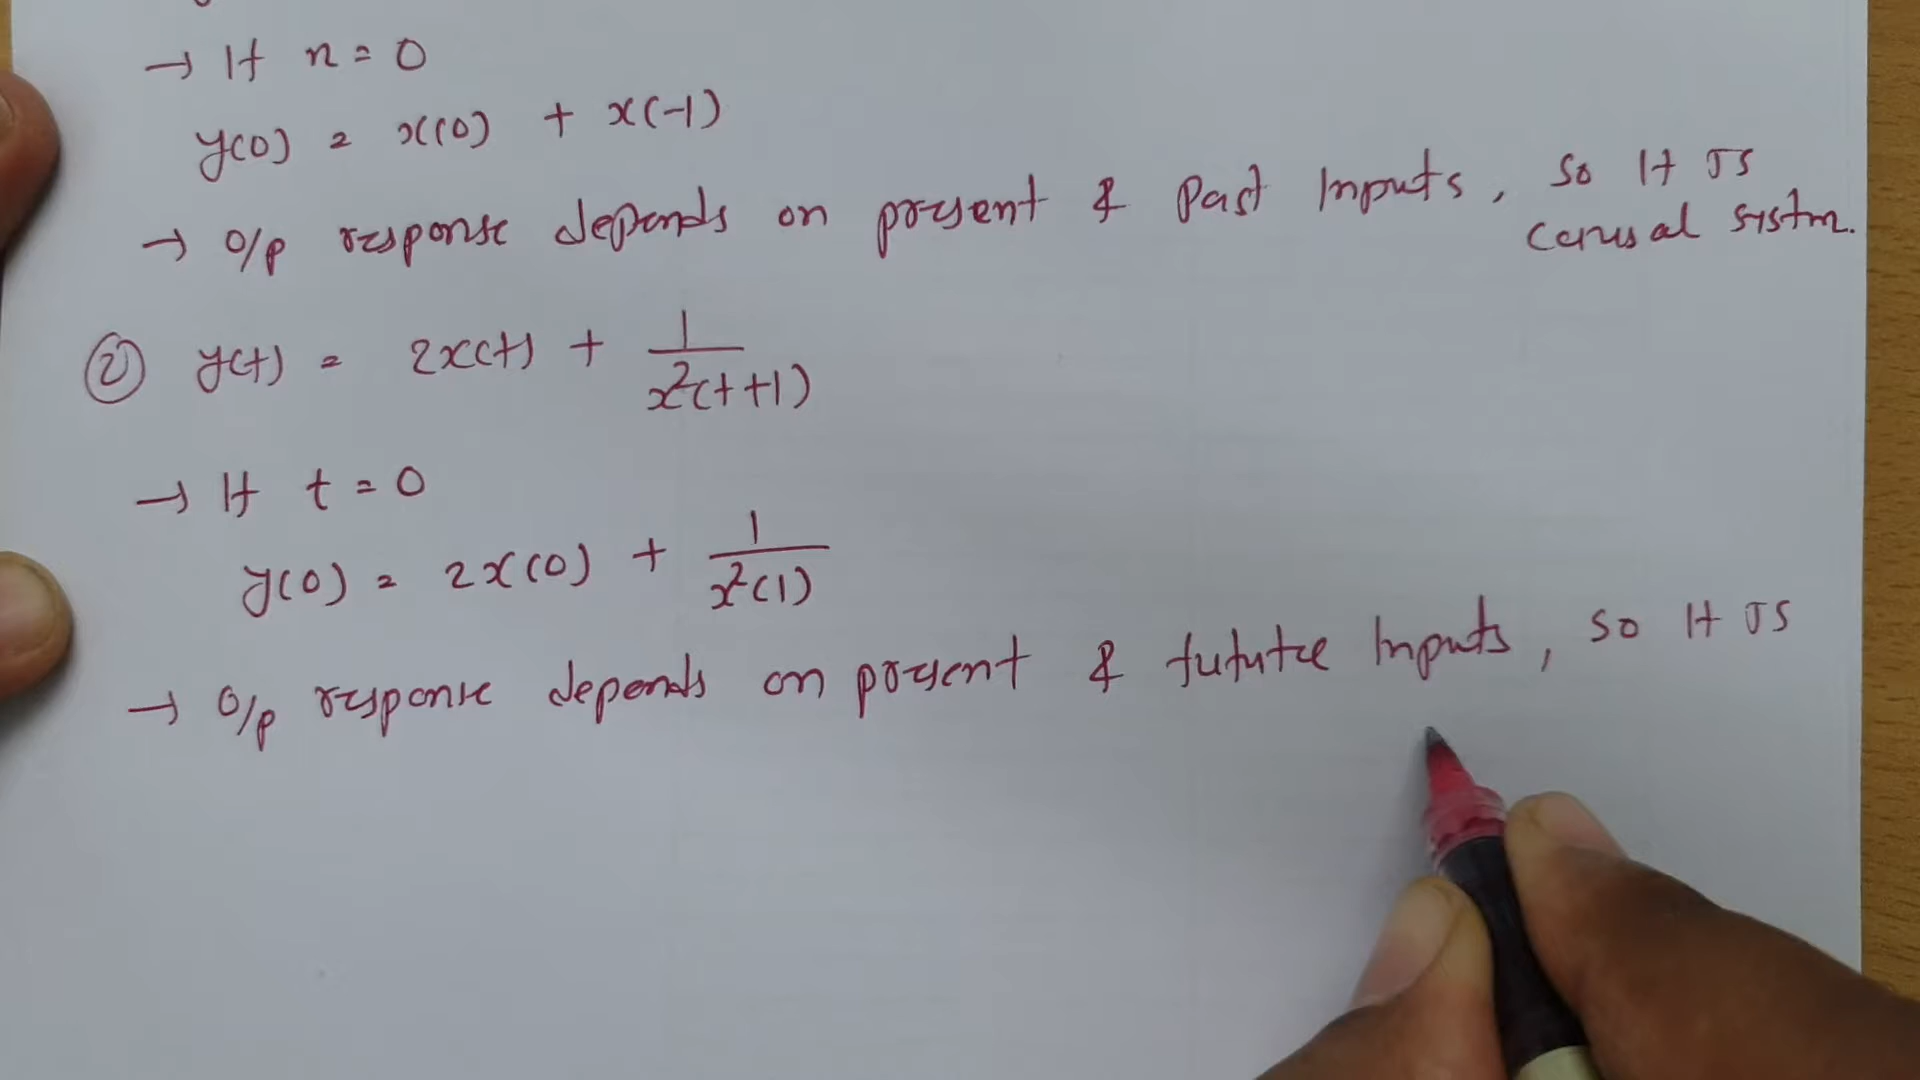 → If n = 0
y(0) = x(0) + x(-1)
→ O/p response depends on present & Past Inputs, so It is
causal systm.
② y(t) = 2x(t) + 1/x²(t+1)
→ If t = 0
y(0) = 2x(0) + 1/x²(1)
→ O/p response depends on present & future Inputs, so It is